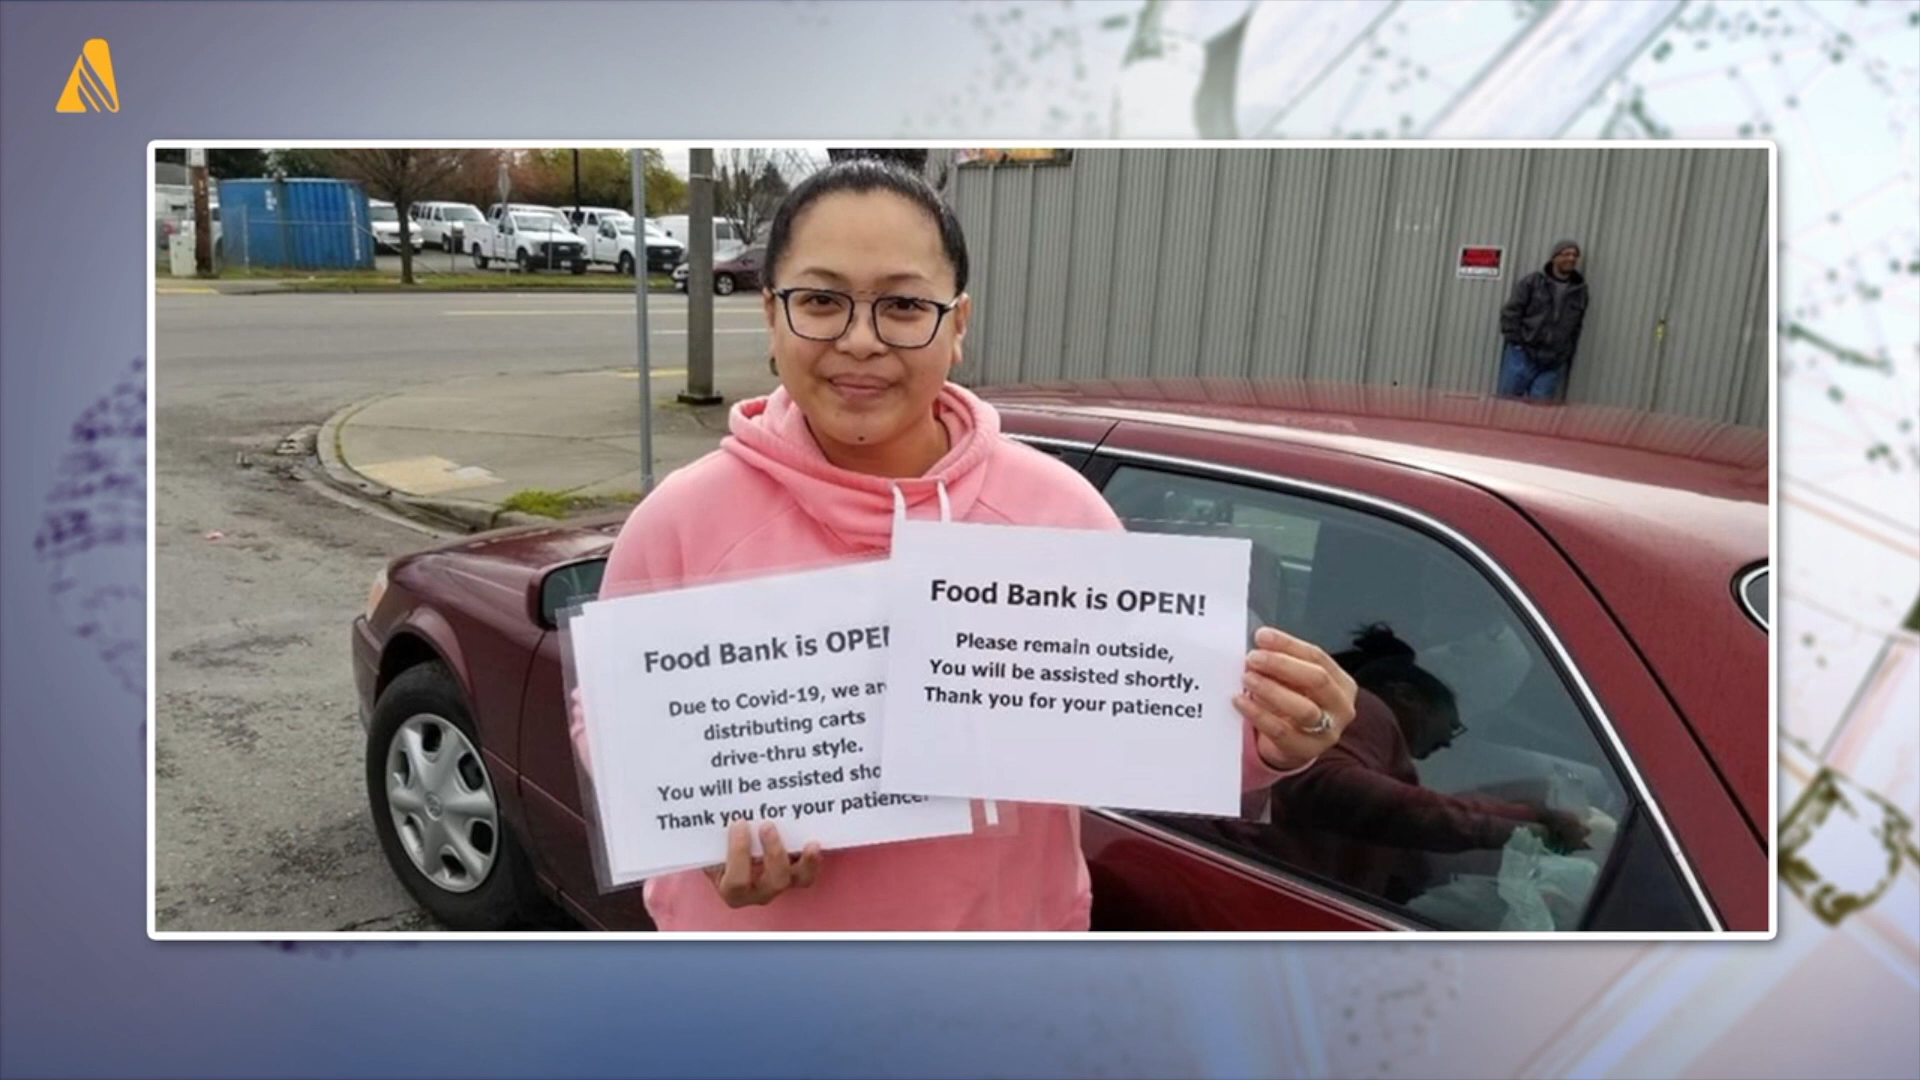 Food Bank is OPEN!
Please remain outside,
You will be assisted shortly.
Thank you for your patience!
Food Bank is OPE
Due to Covid-19, we ar
distributing carts
drive-thru style.
You will be assisted sho
Thank you for your patience!